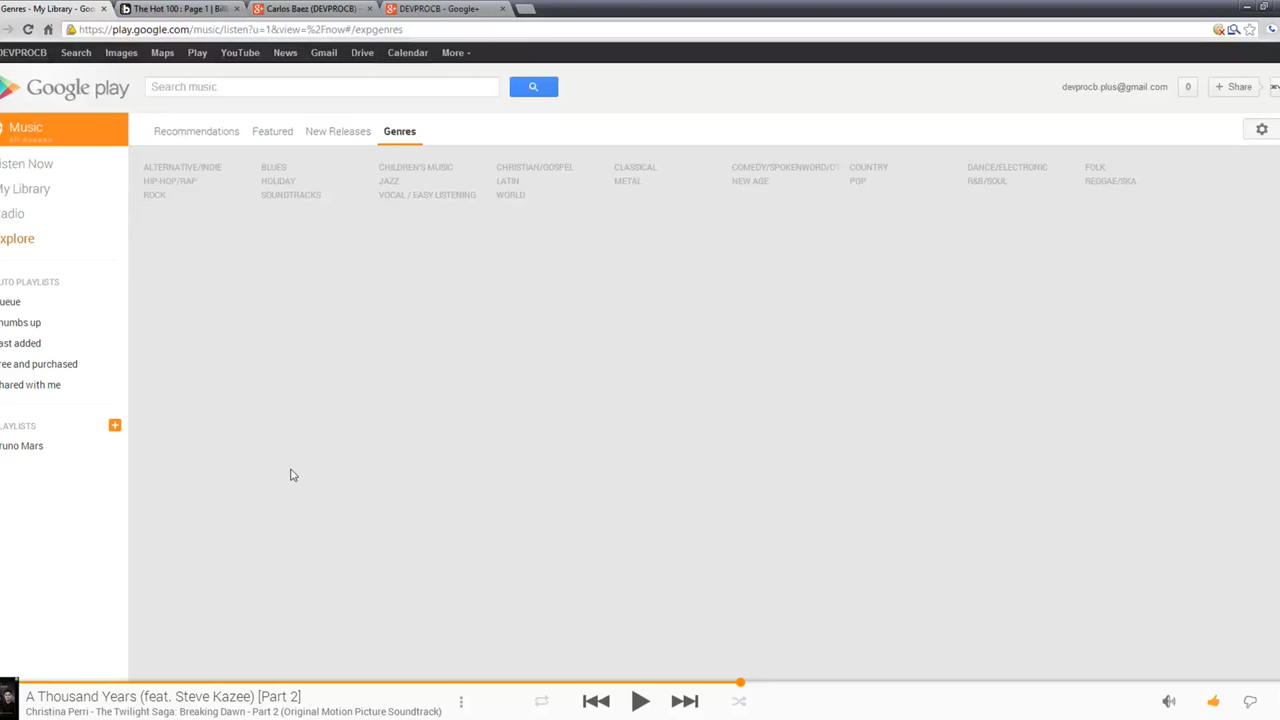 Genres - My Library - Goo
The Hot 100 : Page 1 | Bill
Carlos Baez (DEVPROCB) -
DEVPROCB - Google+
https://play.google.com/music/listen?u=1&view=%2Fnow#/expgenres
DEVPROCB Search Images Maps Play YouTube News Gmail Drive Calendar More
Google play
Search music
devprocb.plus@gmail.com 0 + Share
Music
Recommendations Featured New Releases Genres
isten Now
My Library
adio
xplore
ALTERNATIVE/INDIE BLUES CHILDREN'S MUSIC CHRISTIAN/GOSPEL CLASSICAL COMEDY/SPOKENWORD/OT COUNTRY DANCE/ELECTRONIC FOLK
HIP-HOP/RAP HOLIDAY JAZZ LATIN METAL NEW AGE POP R&B/SOUL REGGAE/SKA
ROCK SOUNDTRACKS VOCAL / EASY LISTENING WORLD
UTO PLAYLISTS
ueue
humbs up
ast added
ree and purchased
hared with me
LAYLISTS
runo Mars
A Thousand Years (feat. Steve Kazee) [Part 2]
Christina Perri - The Twilight Saga: Breaking Dawn - Part 2 (Original Motion Picture Soundtrack)